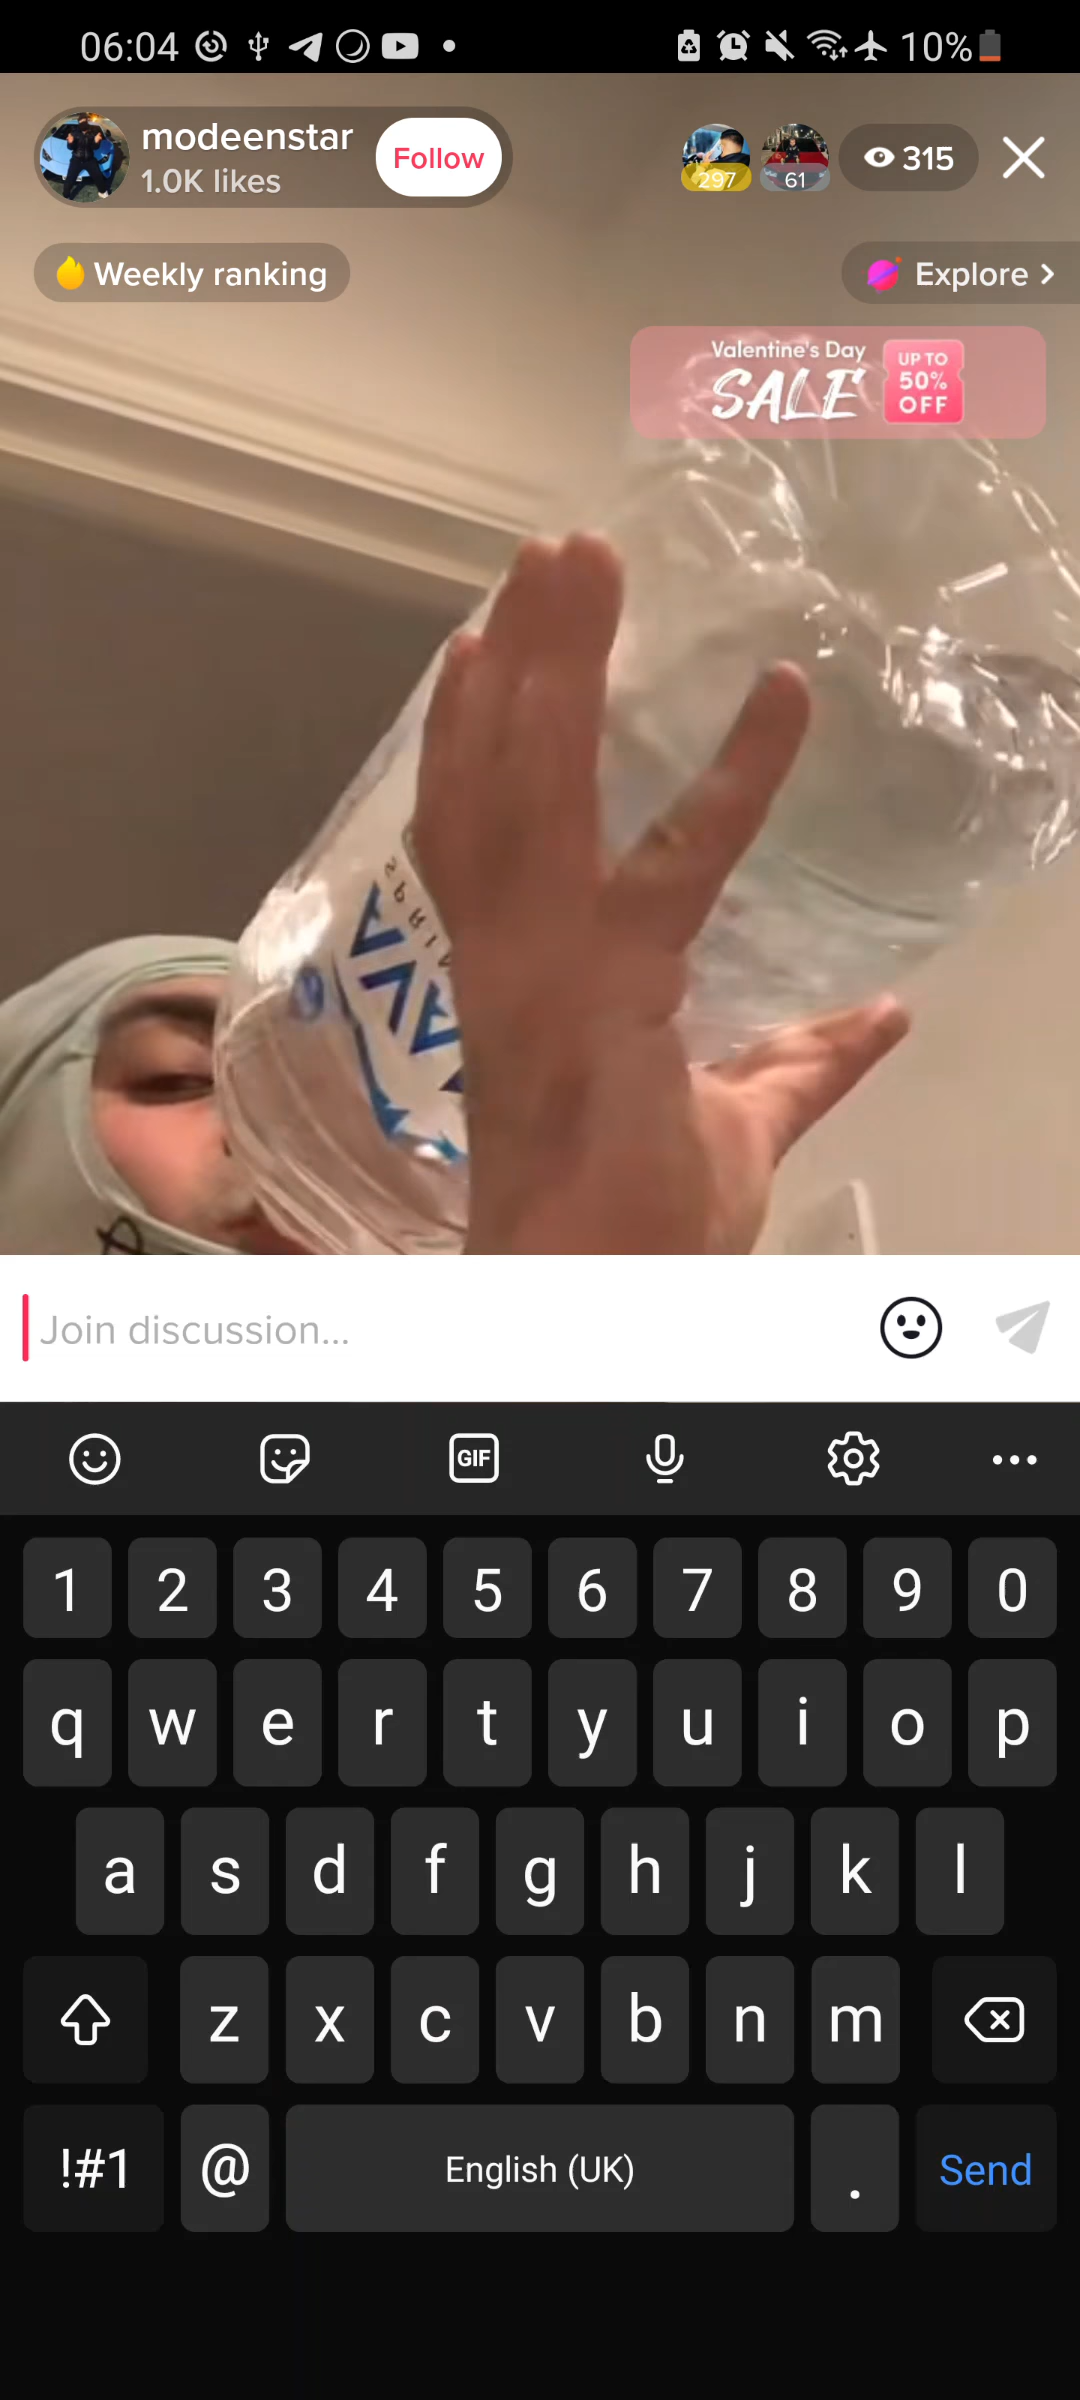 06:04
10%
modeenstar
1.0K likes
Follow
297
61
315
Weekly ranking
Explore
Valentine's Day
SALE
UP TO
50%
OFF
Join discussion...
GIF
1 2 3 4 5 6 7 8 9 0
q w e r t y u i o p
a s d f g h j k l
z x c v b n m
!#1 @ English (UK) . Send